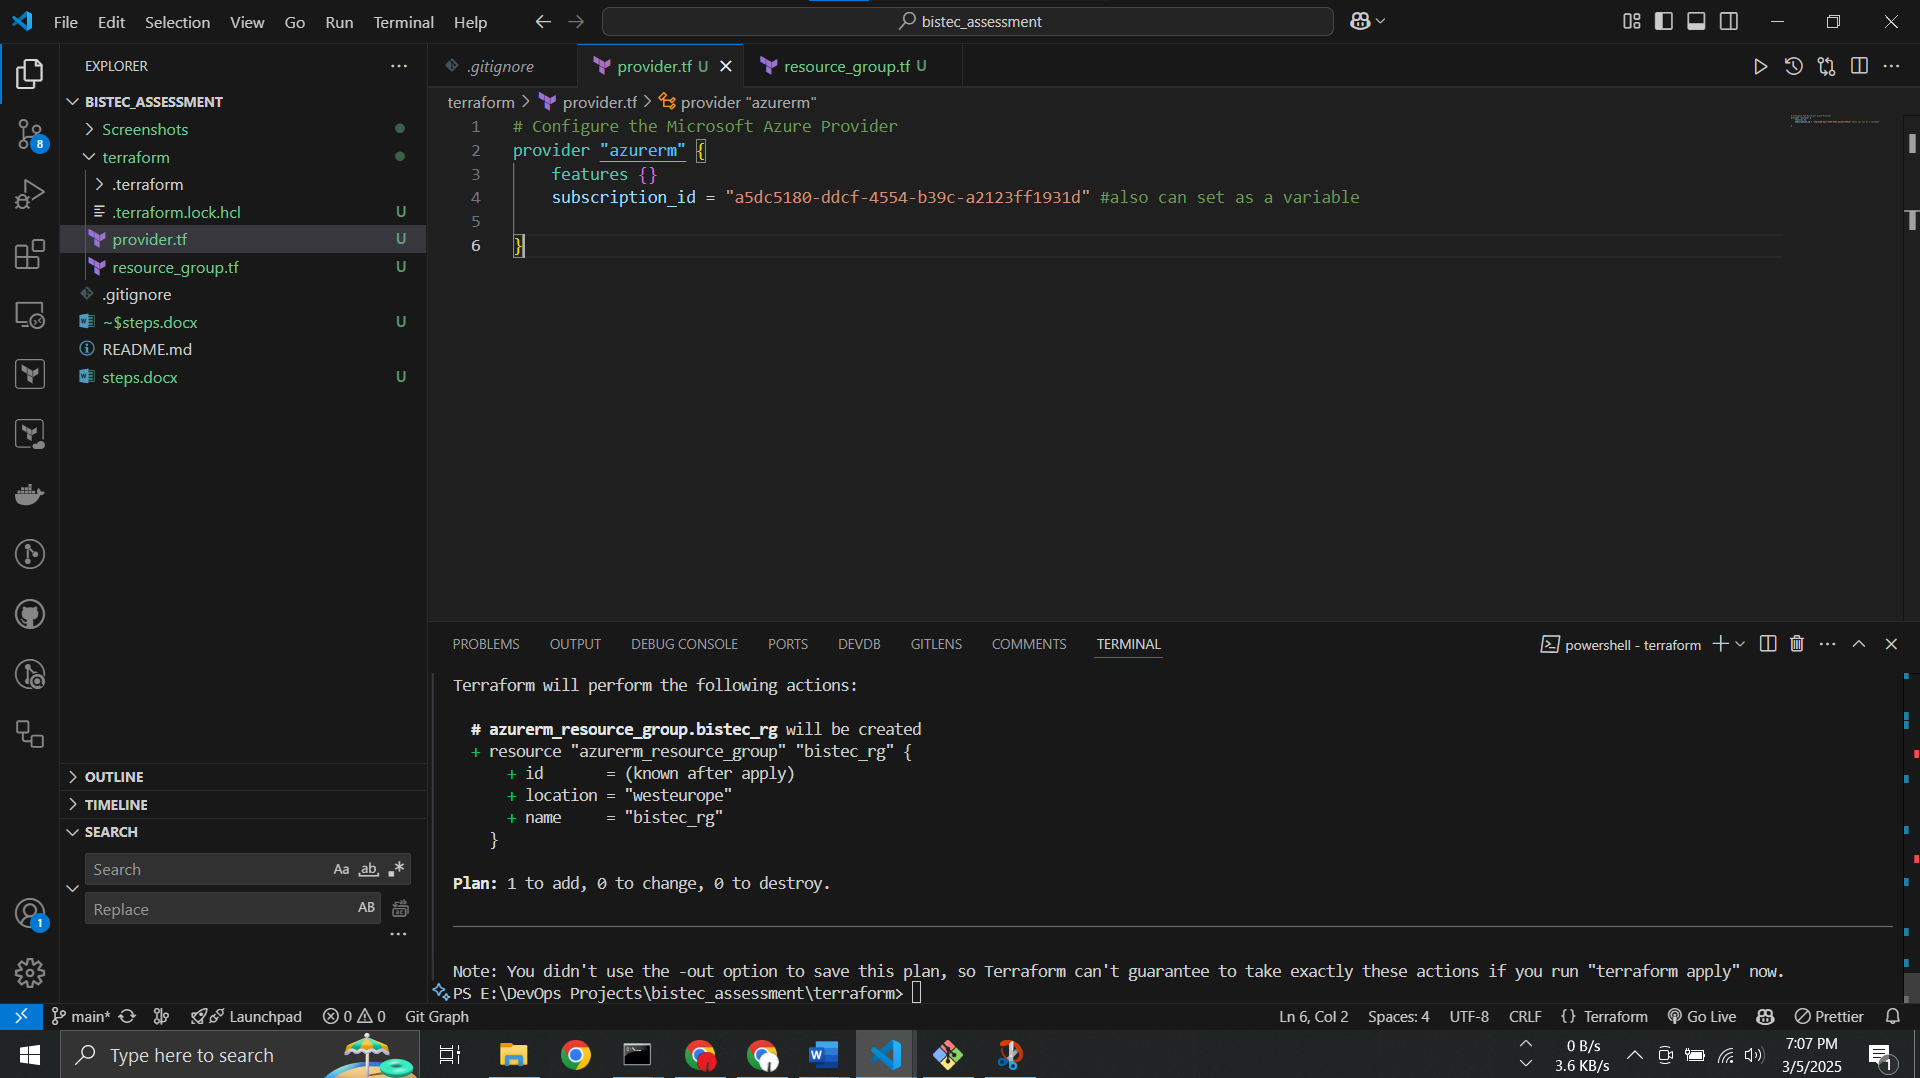 File Edit Selection View Go Run Terminal Help
bistec_assessment
EXPLORER
BISTEC_ASSESSMENT
Screenshots
terraform
.terraform
.terraform.lock.hcl U
provider.tf U
resource_group.tf U
.gitignore
~$steps.docx U
README.md
steps.docx U
OUTLINE
TIMELINE
SEARCH
Search Aa ab
Replace AB
8
1
.gitignore
provider.tf U
resource_group.tf U
terraform > provider.tf > provider "azurerm"
1 # Configure the Microsoft Azure Provider
2 provider "azurerm" {
3 features {}
4 subscription_id = "a5dc5180-ddcf-4554-b39c-a2123ff1931d" #also can set as a variable
5
6 }
PROBLEMS OUTPUT DEBUG CONSOLE PORTS DEVDB GITLENS COMMENTS TERMINAL
powershell - terraform
Terraform will perform the following actions:
# azurerm_resource_group.bistec_rg will be created
+ resource "azurerm_resource_group" "bistec_rg" {
+ id = (known after apply)
+ location = "westeurope"
+ name = "bistec_rg"
}
Plan: 1 to add, 0 to change, 0 to destroy.
Note: You didn't use the -out option to save this plan, so Terraform can't guarantee to take exactly these actions if you run "terraform apply" now.
PS E:\DevOps Projects\bistec_assessment\terraform>
main* Launchpad 0 0 Git Graph
Ln 6, Col 2 Spaces: 4 UTF-8 CRLF {} Terraform Go Live Prettier
Type here to search
0 B/s
3.6 KB/s
7:07 PM
3/5/2025
1